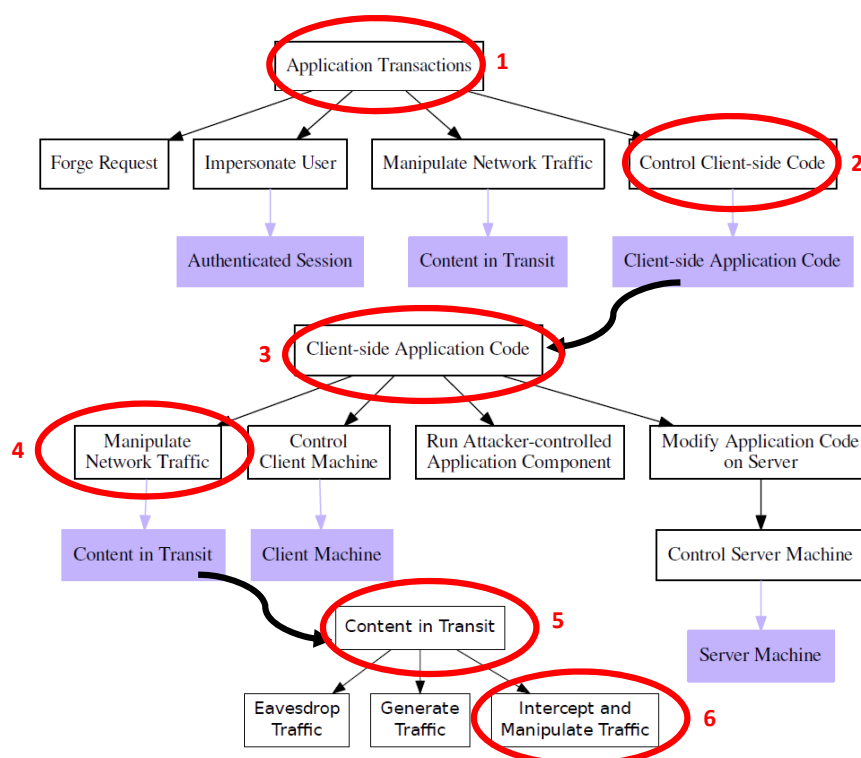 Application Transactions
1
Forge Request
Impersonate User
Manipulate Network Traffic
Control Client-side Code
2
Authenticated Session
Content in Transit
Client-side Application Code
3
Client-side Application Code
4
Manipulate
Network Traffic
Control
Client Machine
Run Attacker-controlled
Application Component
Modify Application Code
on Server
Content in Transit
Client Machine
Control Server Machine
Content in Transit
5
Server Machine
Eavesdrop
Traffic
Generate
Traffic
Intercept and
Manipulate Traffic
6